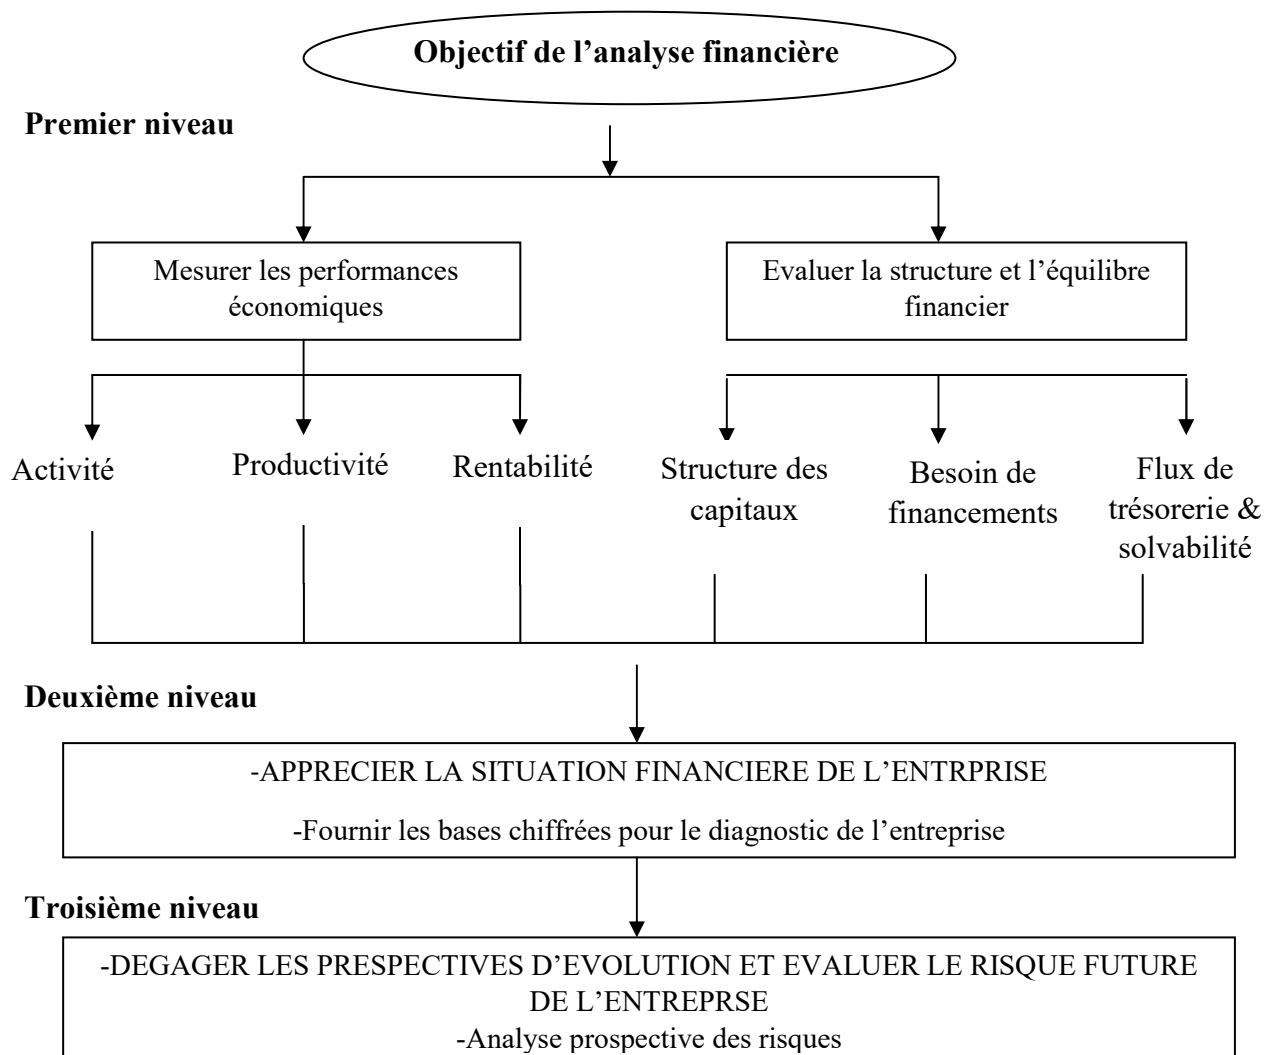 Objectif de l’analyse financière
Premier niveau
Mesurer les performances
économiques
Evaluer la structure et l’équilibre
financier
Activité
Productivité
Rentabilité
Structure des
capitaux
Besoin de
financements
Flux de
trésorerie &
solvabilité
Deuxième niveau
-APPRECIER LA SITUATION FINANCIERE DE L’ENTRPRISE
-Fournir les bases chiffrées pour le diagnostic de l’entreprise
Troisième niveau
-DEGAGER LES PRESPECTIVES D’EVOLUTION ET EVALUER LE RISQUE FUTURE
DE L’ENTREPRSE
-Analyse prospective des risques